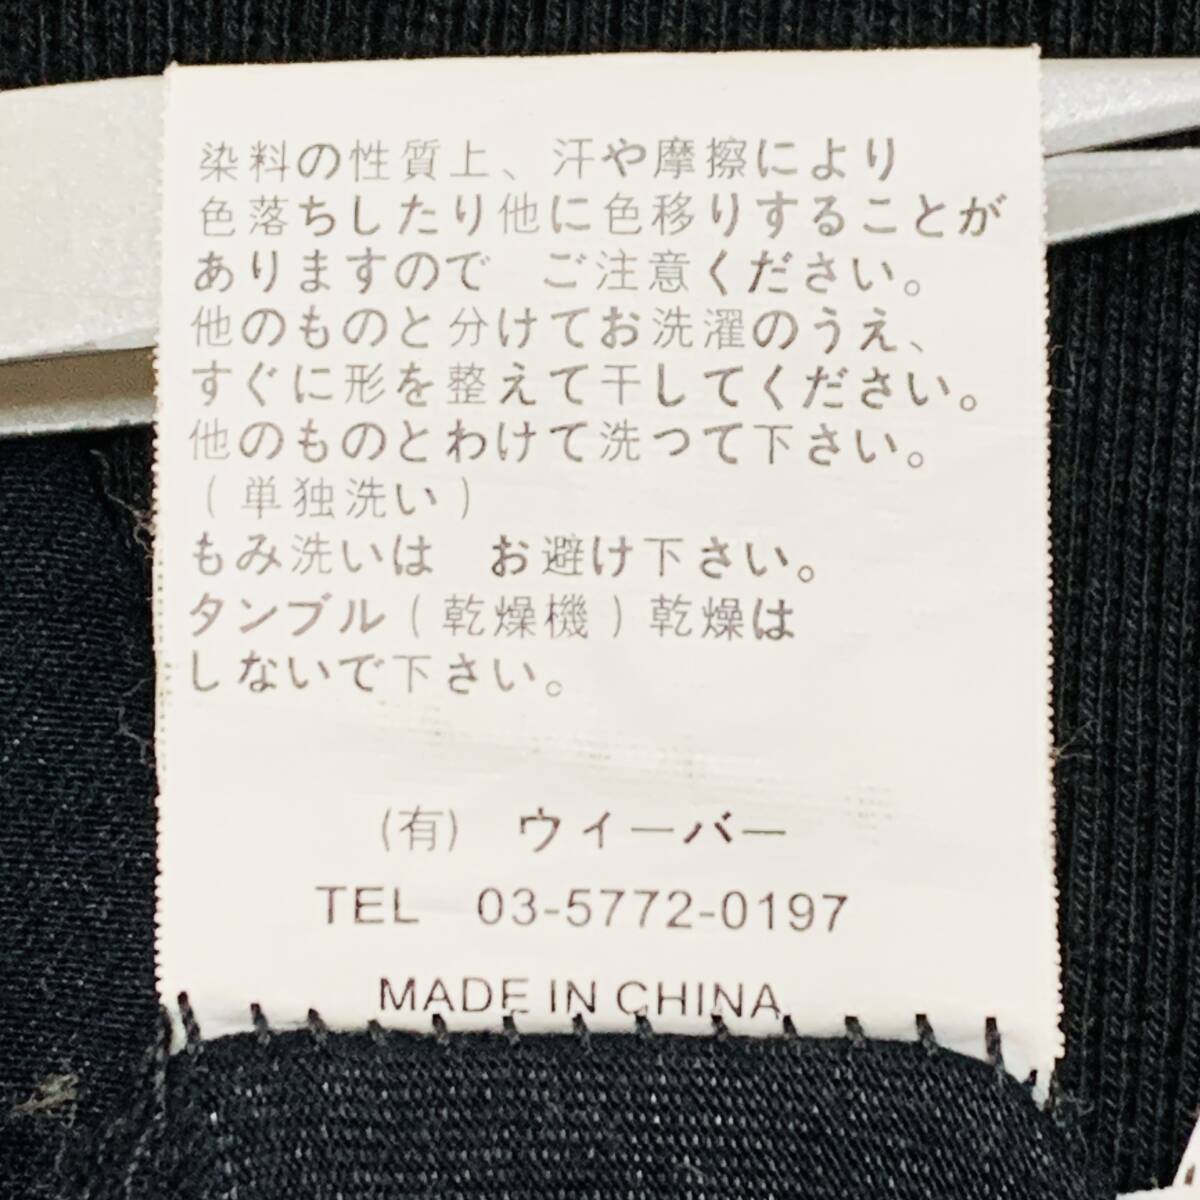 染料の性質上、汗や摩擦により
色落ちしたり他に色移りすることが
ありますので　ご注意ください。
他のものと分けてお洗濯のうえ、
すぐに形を整えて干してください。
他のものとわけて洗って下さい。
(単独洗い)
もみ洗いは　お避け下さい。
タンブル(乾燥機)乾燥は
しないで下さい。
(有)　ウイーバー
TEL　03-5772-0197
MADE IN CHINA